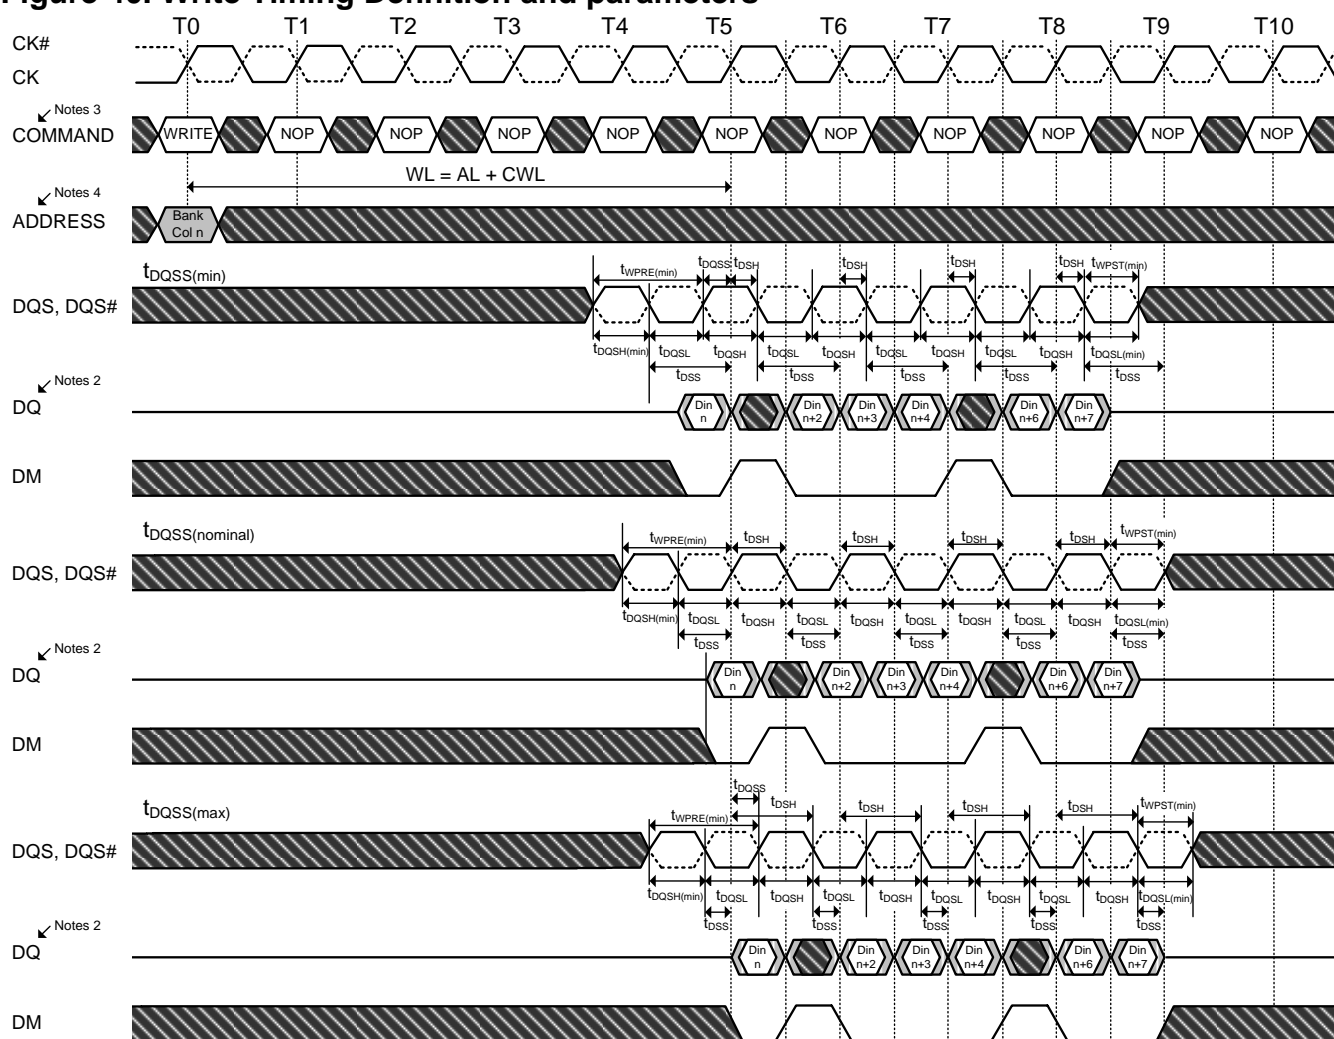 T0 T1 T2 T3 T4 T5 T6 T7 T8 T9 T10
CK#
CK
Notes 3
COMMAND WRITE NOP NOP NOP NOP NOP NOP NOP NOP NOP NOP
WL = AL + CWL
Notes 4
ADDRESS
Bank
Col n
tDQSS(min)
tWPRE(min) tDQSS tDSH tDSH tDSH tDSH tWPST(min)
DQS, DQS#
tDQSH(min) tDQSL tDQSH tDQSL tDQSH tDQSL tDQSH tDQSL tDQSH tDQSL(min)
tDSS tDSS tDSS tDSS tDSS
Notes 2
DQ
Din n Din n+2 Din n+3 Din n+4 Din n+6 Din n+7
DM
tDQSS(nominal)
tWPRE(min) tDSH tDSH tDSH tDSH tWPST(min)
DQS, DQS#
tDQSH(min) tDQSL tDQSH tDQSL tDQSH tDQSL tDQSH tDQSL tDQSH tDQSL(min)
tDSS tDSS tDSS tDSS tDSS
Notes 2
DQ
Din n Din n+2 Din n+3 Din n+4 Din n+6 Din n+7
DM
tDQSS
tDQSS(max)
tWPRE(min) tDSH tDSH tDSH tDSH tWPST(min)
DQS, DQS#
tDQSH(min) tDQSL tDQSH tDQSL tDQSH tDQSL tDQSH tDQSL tDQSH tDQSL(min)
tDSS tDSS tDSS tDSS tDSS
Notes 2
DQ
Din n Din n+2 Din n+3 Din n+4 Din n+6 Din n+7
DM